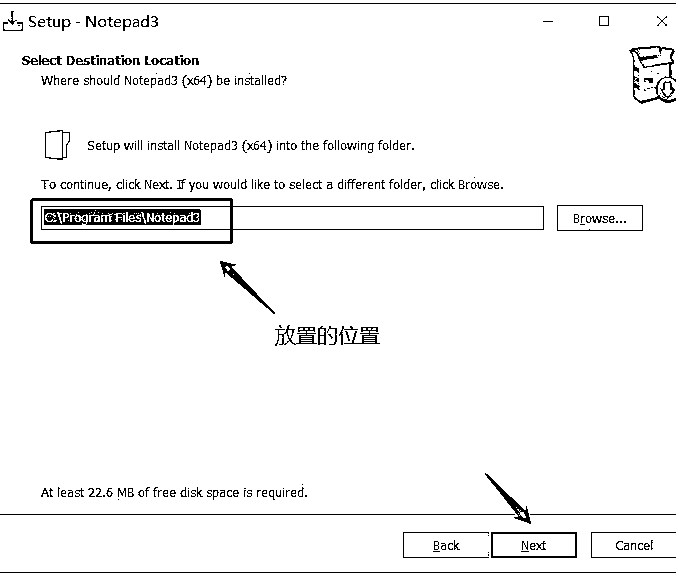 Setup - Notepad3
Select Destination Location
Where should Notepad3 (x64) be installed?
Setup will install Notepad3 (x64) into the following folder.
To continue, click Next. If you would like to select a different folder, click Browse.
C:\Program Files\Notepad3
Browse...
放置的位置
At least 22.6 MB of free disk space is required.
Back
Next
Cancel